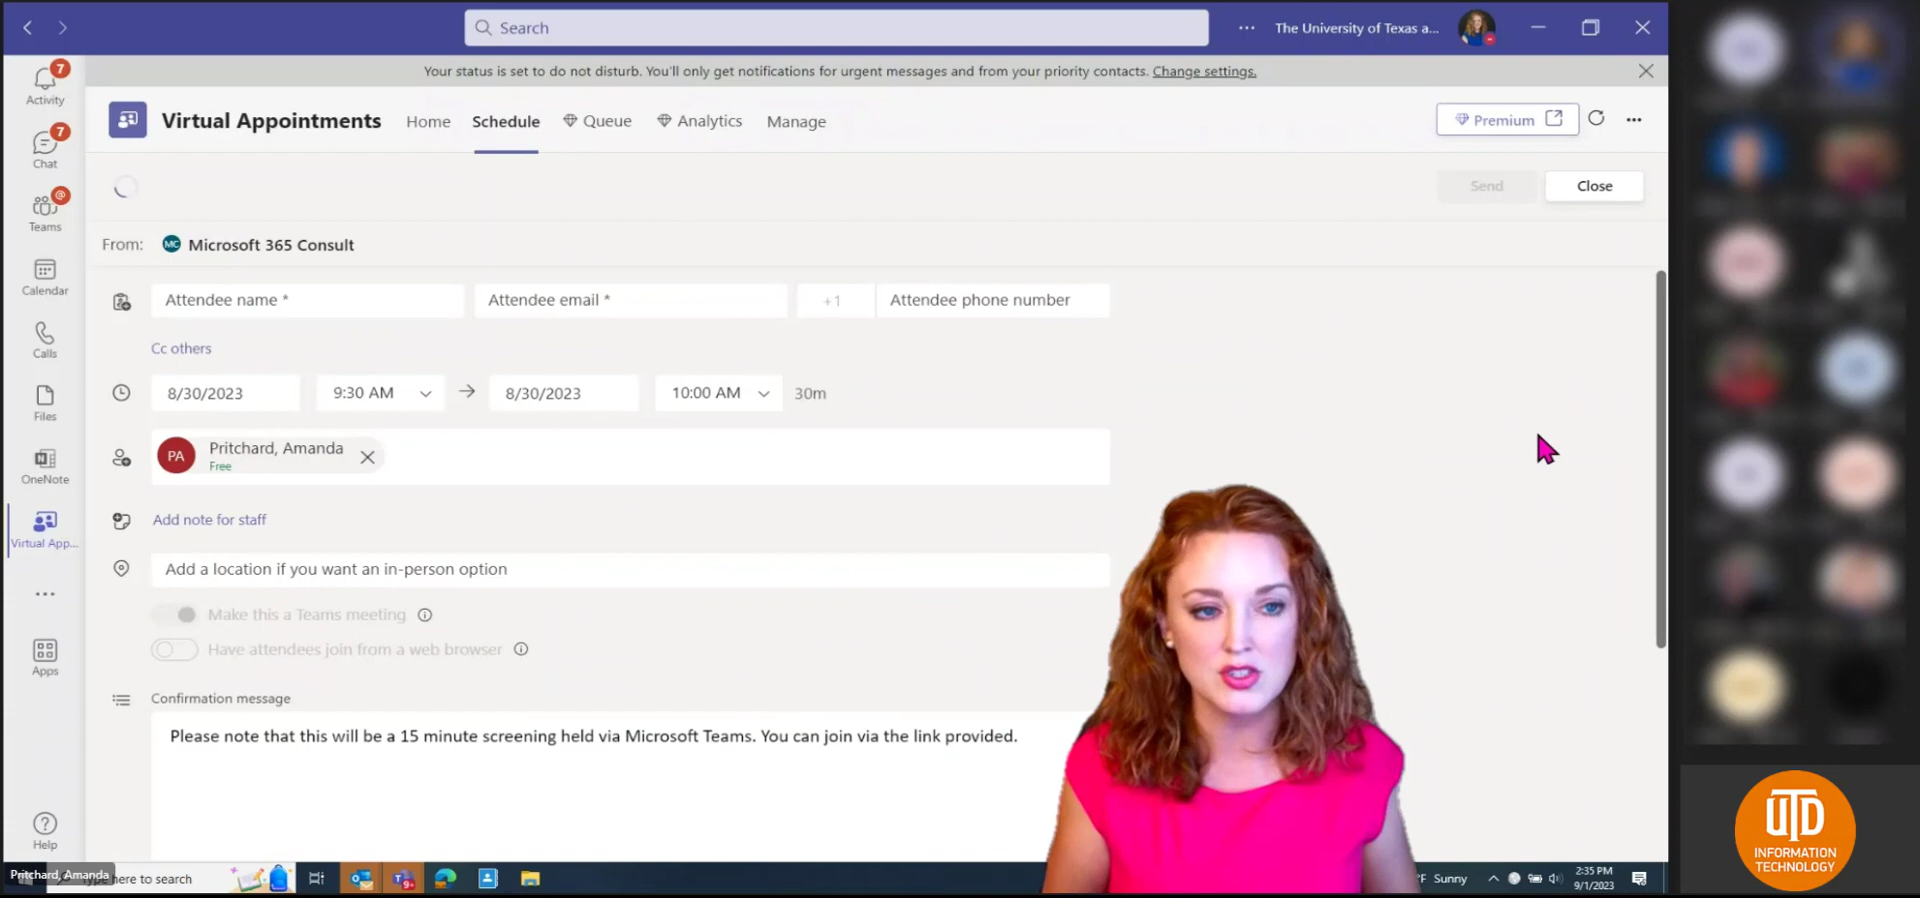 Search
The University of Texas a...
Your status is set to do not disturb. You'll only get notifications for urgent messages and from your priority contacts. Change settings.
7
Activity
7
Chat
@
Teams
Calendar
Calls
Files
OneNote
Virtual App...
Apps
Help
Virtual Appointments
Home
Schedule
Queue
Analytics
Manage
Premium
Send
Close
From:
MC
Microsoft 365 Consult
Attendee name *
Attendee email *
+1
Attendee phone number
Cc others
8/30/2023
9:30 AM
8/30/2023
10:00 AM
30m
PA
Pritchard, Amanda
Free
Add note for staff
Add a location if you want an in-person option
Make this a Teams meeting
Have attendees join from a web browser
Confirmation message
Please note that this will be a 15 minute screening held via Microsoft Teams. You can join via the link provided.
Pritchard, Amanda
here to search
9+
°F Sunny
2:35 PM
9/1/2023
UTD
INFORMATION
TECHNOLOGY